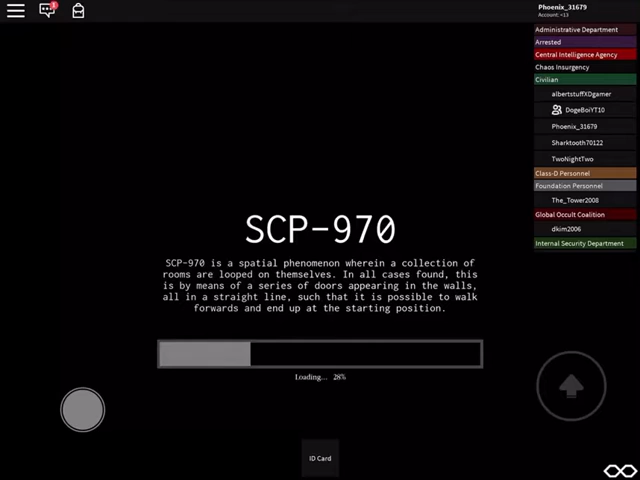 Phoenix_31679
Account: <13
Administrative Department
Arrested
Central Intelligence Agency
Chaos Insurgency
Civilian
albertstuffXDgamer
DogeBoiYT10
Phoenix_31679
Sharktooth70122
TwoNightTwo
Class-D Personnel
Foundation Personnel
The_Tower2008
Global Occult Coalition
dkim2006
Internal Security Department
SCP-970
SCP-970 is a spatial phenomenon wherein a collection of
rooms are looped on themselves. In all cases found, this
is by means of a series of doors appearing in the walls,
all in a straight line, such that it is possible to walk
forwards and end up at the starting position.
Loading... 28%
ID Card